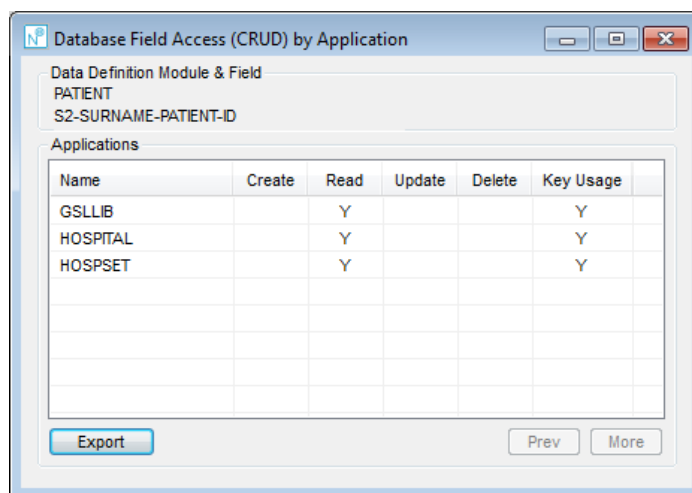 Database Field Access (CRUD) by Application
Data Definition Module & Field
PATIENT
S2-SURNAME-PATIENT-ID
Applications
Name Create Read Update Delete Key Usage
GSLLIB Y Y
HOSPITAL Y Y
HOSPSET Y Y
Export Prev More